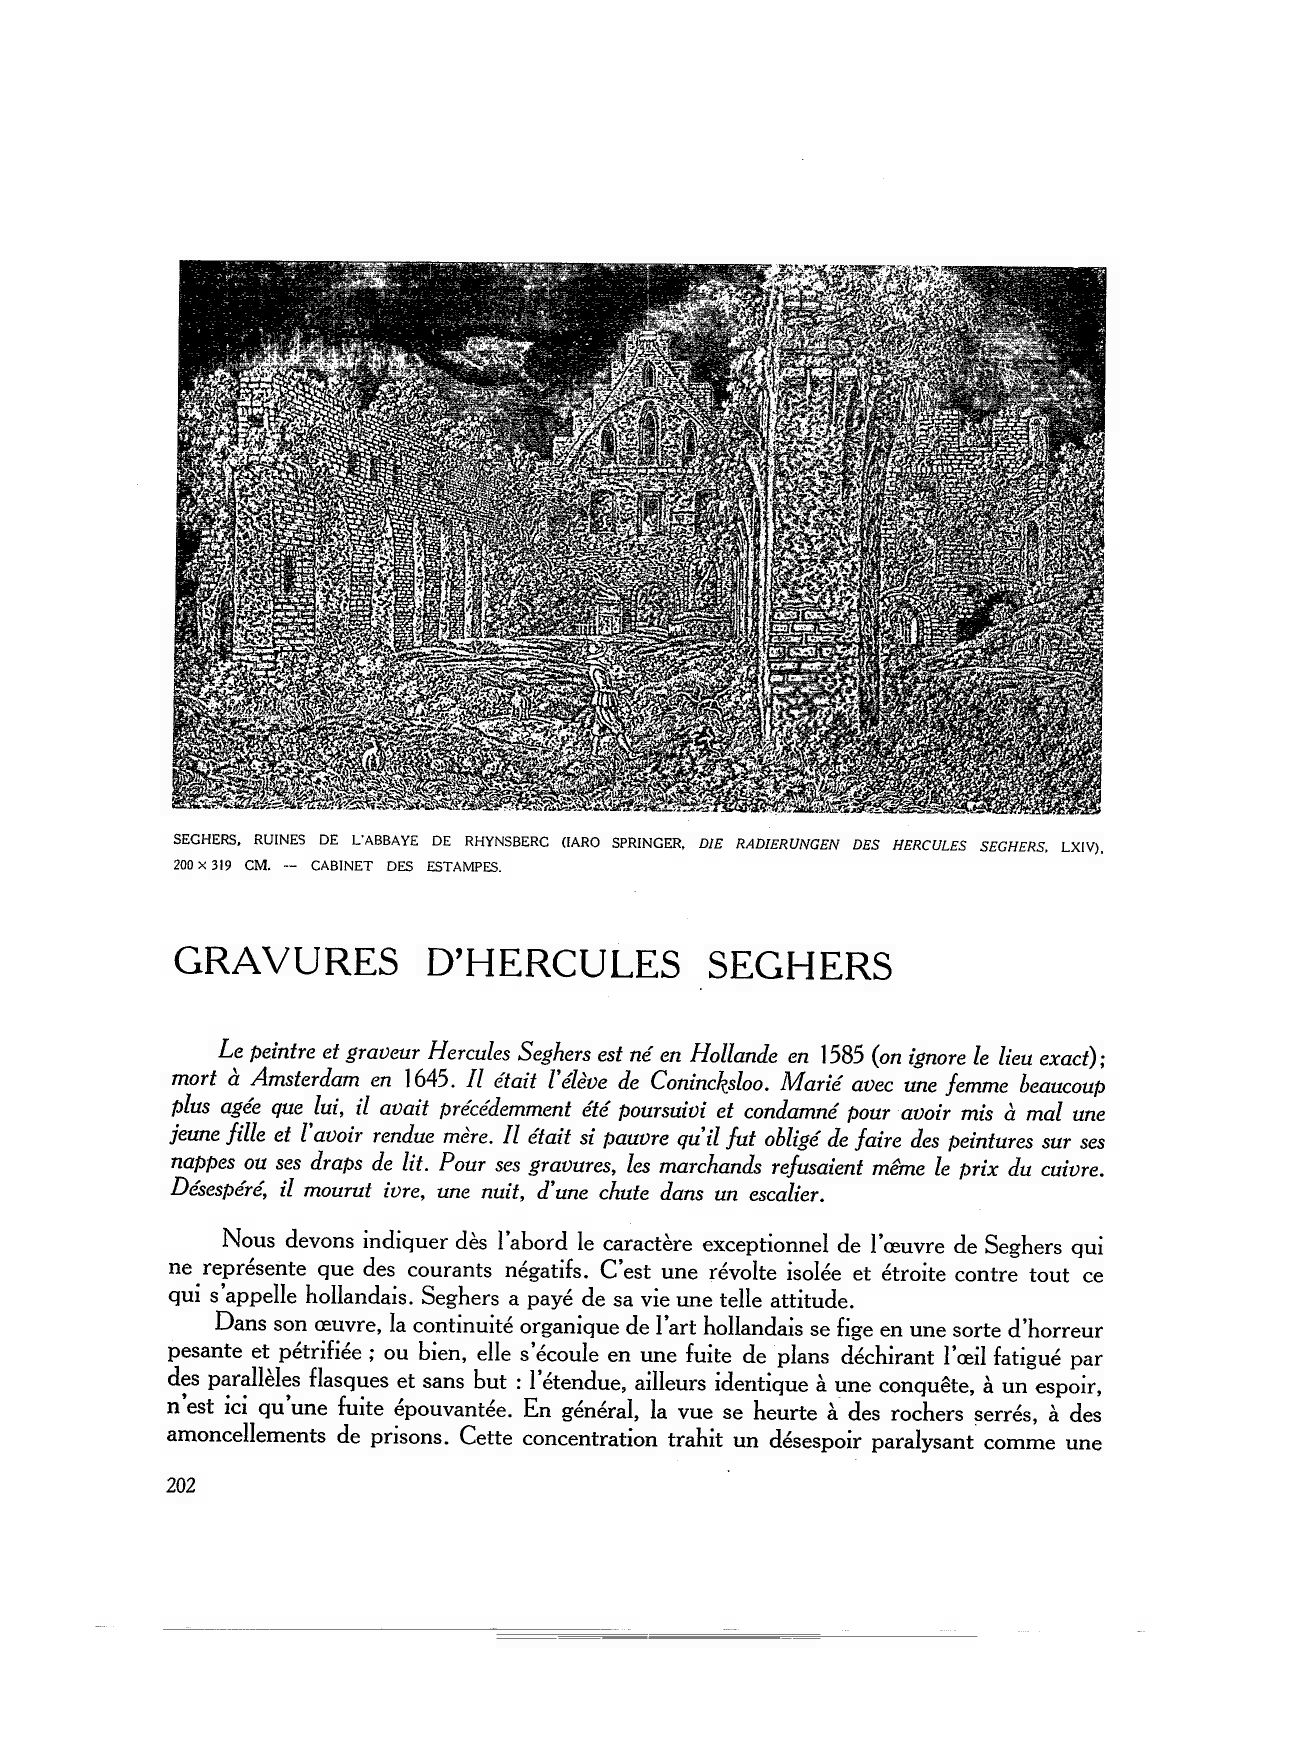 SEGHERS, RUINES DE L'ABBAYE DE RHYNSBERG (IARO SPRINGER, DIE RADIERUNGEN DES HERCULES SEGHERS, LXIV),
200 × 319 CM. — CABINET DES ESTAMPES.
GRAVURES D'HERCULES SEGHERS
Le peintre et graveur Hercules Seghers est né en Hollande en 1585 (on ignore le lieu exact);
mort à Amsterdam en 1645. Il était l'élève de Conincksloo. Marié avec une femme beaucoup
plus agée que lui, il avait précédemment été poursuivi et condamné pour avoir mis à mal une
jeune fille et l'avoir rendue mère. Il était si pauvre qu'il fut obligé de faire des peintures sur ses
nappes ou ses draps de lit. Pour ses gravures, les marchands refusaient même le prix du cuivre.
Désespéré, il mourut ivre, une nuit, d'une chute dans un escalier.
Nous devons indiquer dès l'abord le caractère exceptionnel de l'œuvre de Seghers qui
ne représente que des courants négatifs. C'est une révolte isolée et étroite contre tout ce
qui s'appelle hollandais. Seghers a payé de sa vie une telle attitude.
Dans son œuvre, la continuité organique de l'art hollandais se fige en une sorte d'horreur
pesante et pétrifiée ; ou bien, elle s'écoule en une fuite de plans déchirant l'œil fatigué par
des parallèles flasques et sans but : l'étendue, ailleurs identique à une conquête, à un espoir,
n'est ici qu'une fuite épouvantée. En général, la vue se heurte à des rochers serrés, à des
amoncellements de prisons. Cette concentration trahit un désespoir paralysant comme une
202